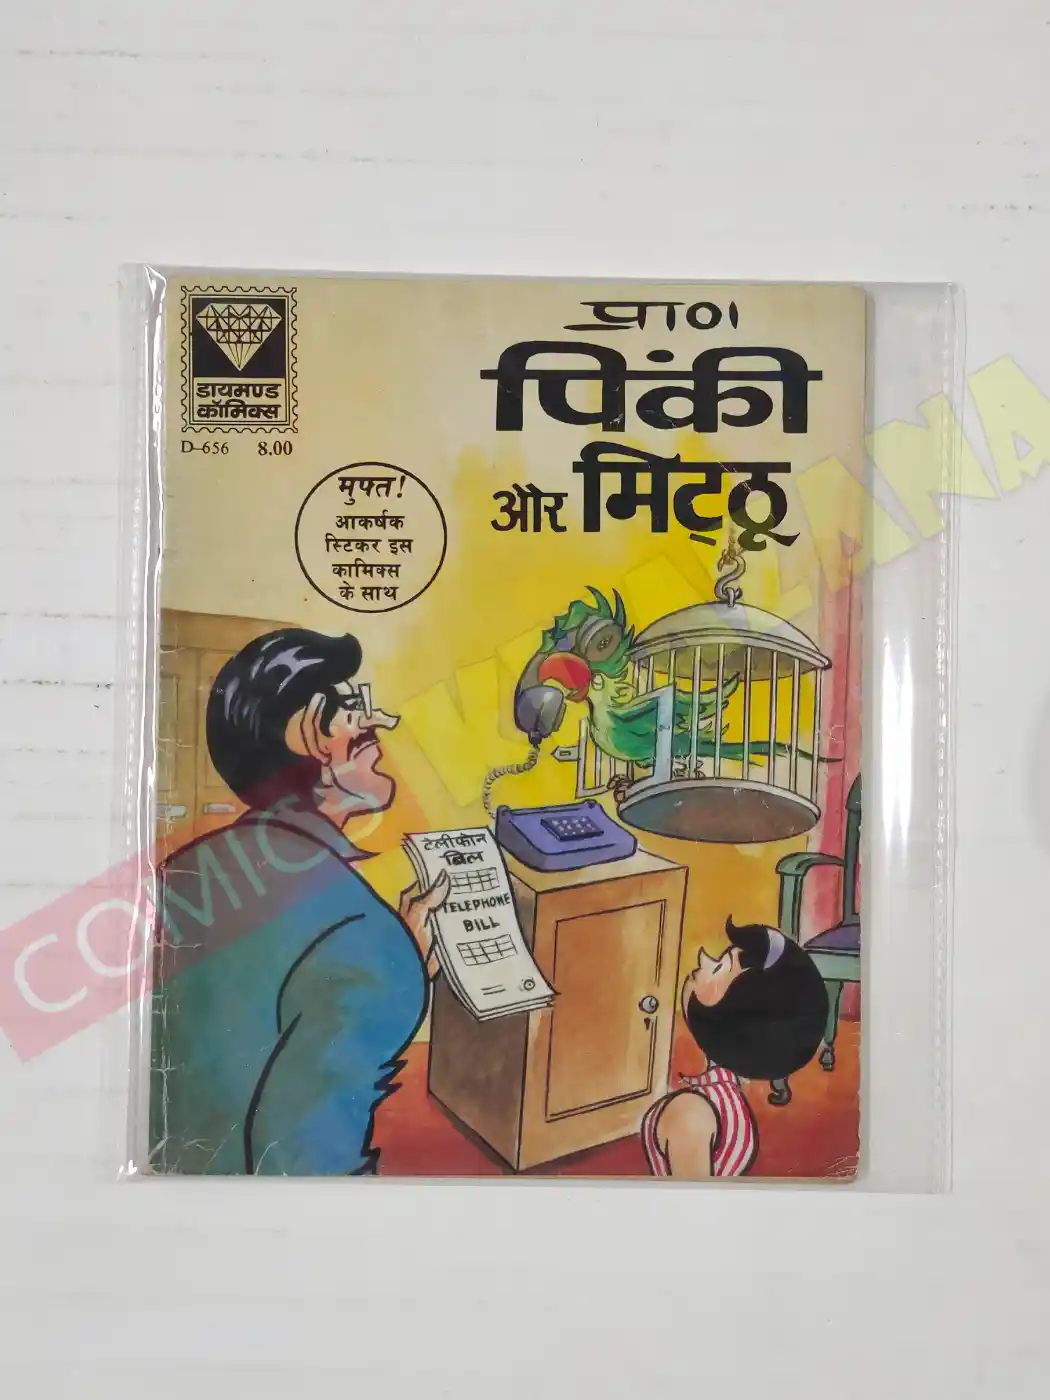 प्राण
पिंकी
और मिट्ठू
डायमण्ड
कॉमिक्स
D-656 8.00
मुफ्त!
आकर्षक
स्टिकर इस
कामिक्स
के साथ
टेलीफोन
बिल
TELEPHONE
BILL